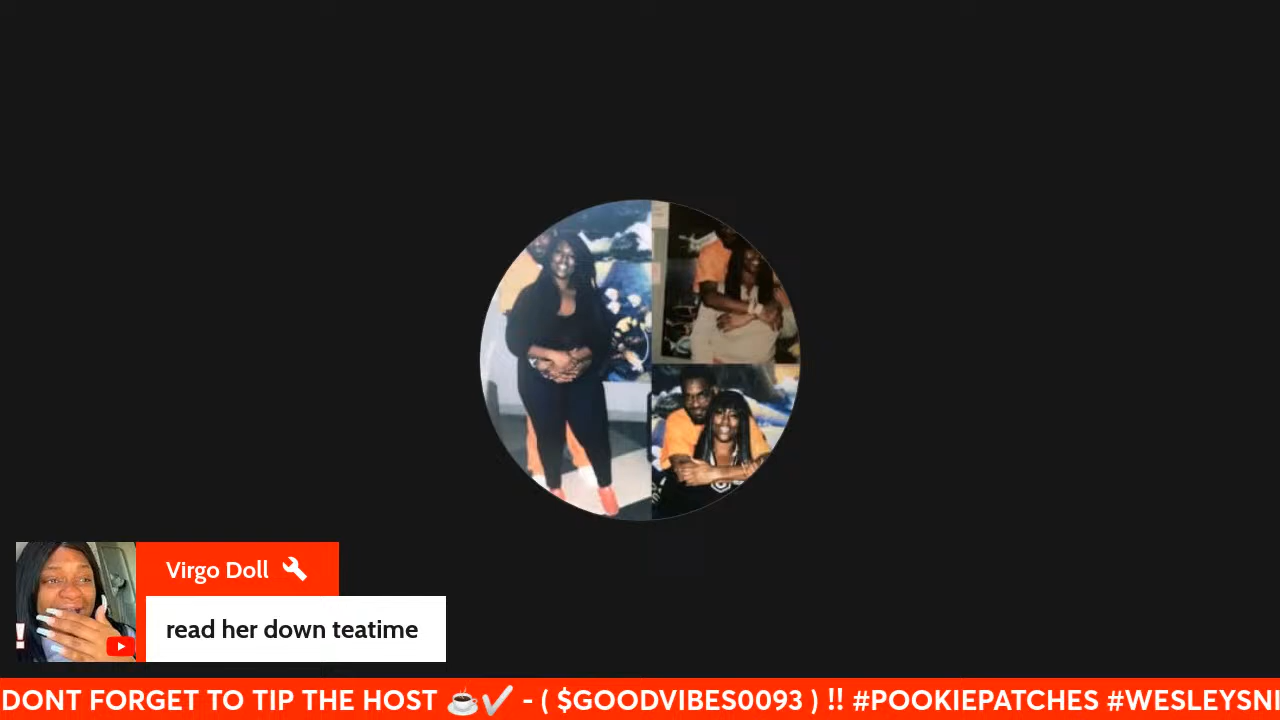 Virgo Doll
read her down teatime
DONT FORGET TO TIP THE HOST ☕✔ - ( $GOODVIBES0093 ) !! #POOKIEPATCHES #WESLEYSNI